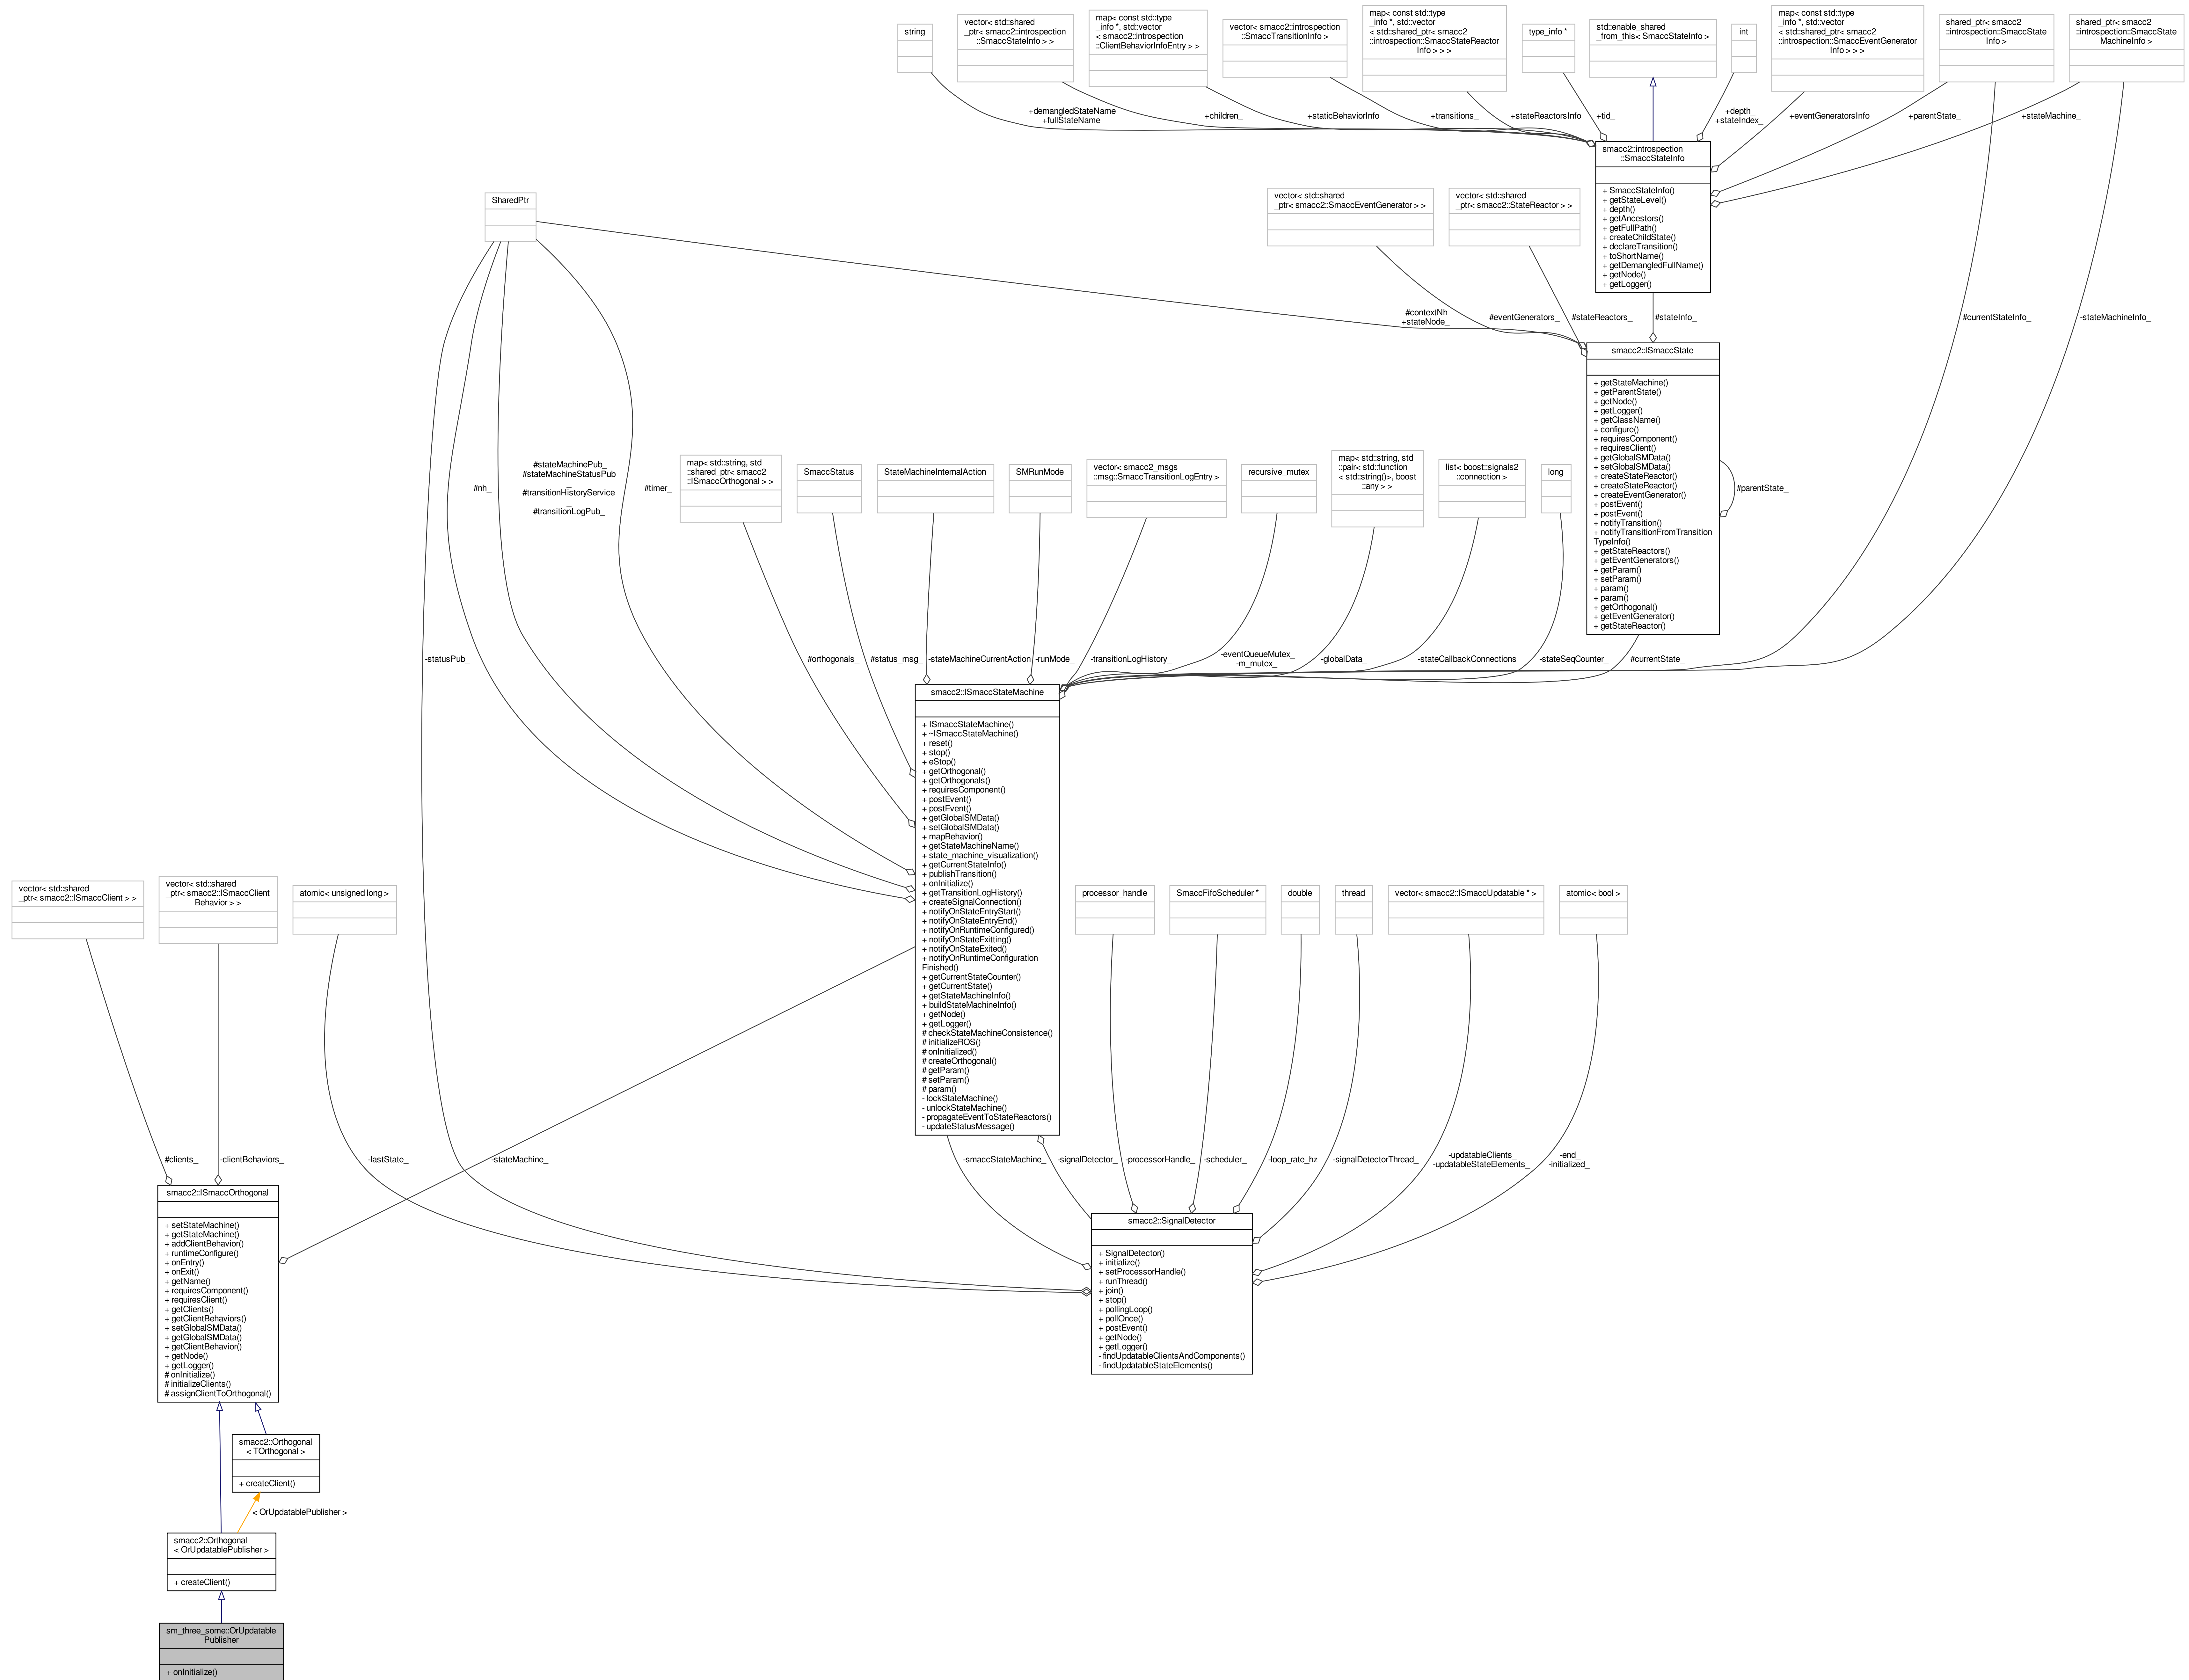 string
vector< std::shared
_ptr< smacc2::introspection
::SmaccStateInfo > >
map< const std::type
_info *, std::vector
< smacc2::introspection
::ClientBehaviorInfoEntry > >
vector< smacc2::introspection
::SmaccTransitionInfo >
map< const std::type
_info *, std::vector
< std::shared_ptr< smacc2
::introspection::SmaccStateReactor
Info > > >
type_info *
std::enable_shared
_from_this< SmaccStateInfo >
int
map< const std::type
_info *, std::vector
< std::shared_ptr< smacc2
::introspection::SmaccEventGenerator
Info > > >
shared_ptr< smacc2
::introspection::SmaccState
Info >
shared_ptr< smacc2
::introspection::SmaccState
MachineInfo >
+demangledStateName
+fullStateName
+children_
+staticBehaviorInfo
+transitions_
+stateReactorsInfo
+tid_
+depth_
+stateIndex_
+eventGeneratorsInfo
+parentState_
+stateMachine_
smacc2::introspection
::SmaccStateInfo
+ SmaccStateInfo()
+ getStateLevel()
+ depth()
+ getAncestors()
+ getFullPath()
+ createChildState()
+ declareTransition()
+ toShortName()
+ getDemangledFullName()
+ getNode()
+ getLogger()
SharedPtr
vector< std::shared
_ptr< smacc2::SmaccEventGenerator > >
vector< std::shared
_ptr< smacc2::StateReactor > >
#contextNh
+stateNode_
#eventGenerators_
#stateReactors_
#stateInfo_
#currentStateInfo_
-stateMachineInfo_
smacc2::ISmaccState
+ getStateMachine()
+ getParentState()
+ getNode()
+ getLogger()
+ getClassName()
+ configure()
+ requiresComponent()
+ requiresClient()
+ getGlobalSMData()
+ setGlobalSMData()
+ createStateReactor()
+ createEventGenerator()
+ postEvent()
+ postEvent()
+ notifyTransition()
+ notifyTransitionFromTransition
TypeInfo()
+ getStateReactors()
+ getEventGenerators()
+ getParam()
+ setParam()
+ param()
+ param()
+ getOrthogonal()
+ getEventGenerator()
+ getStateReactor()
#parentState_
#nh_
#stateMachinePub_
#stateMachineStatusPub
_
#transitionHistoryService
_
#transitionLogPub_
#timer_
map< std::string, std
::shared_ptr< smacc2
::ISmaccOrthogonal > >
SmaccStatus
StateMachineInternalAction
SMRunMode
vector< smacc2_msgs
::msg::SmaccTransitionLogEntry >
recursive_mutex
map< std::string, std
::pair< std::function
< std::string()>, boost
::any > >
list< boost::signals2
::connection >
long
-statusPub_
#orthogonals_
#status_msg_
-stateMachineCurrentAction
-runMode_
-transitionLogHistory_
-eventQueueMutex_
-m_mutex_
-globalData_
-stateCallbackConnections
-stateSeqCounter_
#currentState_
smacc2::ISmaccStateMachine
+ ISmaccStateMachine()
+ ~ISmaccStateMachine()
+ reset()
+ stop()
+ eStop()
+ getOrthogonal()
+ getOrthogonals()
+ requiresComponent()
+ postEvent()
+ postEvent()
+ getGlobalSMData()
+ setGlobalSMData()
+ mapBehavior()
+ getStateMachineName()
+ state_machine_visualization()
+ getCurrentStateInfo()
+ publishTransition()
+ onInitialize()
+ getTransitionLogHistory()
+ createSignalConnection()
+ notifyOnStateEntryStart()
+ notifyOnStateEntryEnd()
+ notifyOnRuntimeConfigured()
+ notifyOnStateExitting()
+ notifyOnStateExited()
+ notifyOnRuntimeConfiguration
Finished()
+ getCurrentStateCounter()
+ getCurrentState()
+ getStateMachineInfo()
+ buildStateMachineInfo()
+ getNode()
+ getLogger()
# checkStateMachineConsistence()
# initializeROS()
# onInitialized()
# createOrthogonal()
# getParam()
# setParam()
# param()
- lockStateMachine()
- unlockStateMachine()
- propagateEventToStateReactors()
- updateStatusMessage()
vector< std::shared
_ptr< smacc2::ISmaccClient > >
vector< std::shared
_ptr< smacc2::ISmaccClient
Behavior > >
atomic< unsigned long >
processor_handle
SmaccFifoScheduler *
double
thread
vector< smacc2::ISmaccUpdatable * >
atomic< bool >
#clients_
-clientBehaviors_
-lastState_
-stateMachine_
-smaccStateMachine_
-signalDetector_
-processorHandle_
-scheduler_
-loop_rate_hz
-signalDetectorThread_
-updatableClients_
-updatableStateElements_
-end_
-initialized_
smacc2::ISmaccOrthogonal
+ setStateMachine()
+ getStateMachine()
+ addClientBehavior()
+ runtimeConfigure()
+ onEntry()
+ onExit()
+ getName()
+ requiresComponent()
+ requiresClient()
+ getClients()
+ getClientBehaviors()
+ setGlobalSMData()
+ getGlobalSMData()
+ getClientBehavior()
+ getNode()
+ getLogger()
# onInitialize()
# initializeClients()
# assignClientToOrthogonal()
smacc2::SignalDetector
+ SignalDetector()
+ initialize()
+ setProcessorHandle()
+ runThread()
+ join()
+ stop()
+ pollingLoop()
+ pollOnce()
+ postEvent()
+ getNode()
+ getLogger()
- findUpdatableClientsAndComponents()
- findUpdatableStateElements()
smacc2::Orthogonal
< TOrthogonal >
+ createClient()
< OrUpdatablePublisher >
smacc2::Orthogonal
< OrUpdatablePublisher >
+ createClient()
sm_three_some::OrUpdatable
Publisher
+ onInitialize()